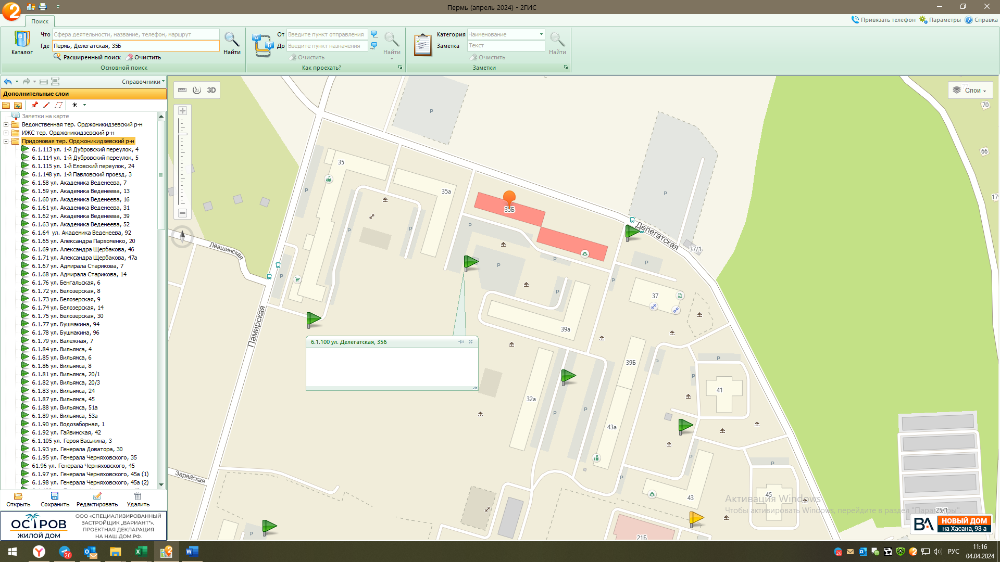 Пермь (апрель 2024) - 2ГИС
Поиск
Привязать телефон
Параметры
Справка
Каталог
Что
Сфера деятельности, название, телефон, маршрут
Где
Пермь, Делегатская, 35Б
Расширенный поиск
Очистить
Найти
Основной поиск
От
Введите пункт отправления
До
Введите пункт назначения
Очистить
Найти
Как проехать?
Категория
Наименование
Заметка
Текст
Очистить
Найти
Заметки
Справочники
Дополнительные слои
Заметки на карте
Ведомственная тер. Орджоникидзевский р-н
ИЖС тер. Орджоникидзевский р-н
Придомовая тер. Орджоникидзевский р-н
6.1.113 ул. 1-й Дубровский переулок, 4
6.1.114 ул. 1-й Дубровский переулок, 5
6.1.115 ул. 1-й Еловский переулок, 24
6.1.148 ул. 1-й Павловский проезд, 3
6.1.58 ул. Академика Веденеева, 7
6.1.59 ул. Академика Веденеева, 13
6.1.60 ул. Академика Веденеева, 16
6.1.61 ул. Академика Веденеева, 31
6.1.62 ул. Академика Веденеева, 39
6.1.63 ул. Академика Веденеева, 52
6.1.64 ул. Академика Веденеева, 92
6.1.65 ул. Александра Пархоменко, 20
6.1.69 ул. Александра Щербакова, 46
6.1.71 ул. Александра Щербакова, 47а
6.1.67 ул. Адмирала Старикова, 7
6.1.68 ул. Адмирала Старикова, 14
6.1.76 ул. Бенгальская, 6
6.1.72 ул. Белозерская, 8
6.1.73 ул. Белозерская, 9
6.1.74 ул. Белозерская, 14
6.1.75 ул. Белозерская, 30
6.1.77 ул. Бушмакина, 94
6.1.78 ул. Бушмакина, 96
6.1.79 ул. Валежная, 7
6.1.84 ул. Вильямса, 4
6.1.85 ул. Вильямса, 6
6.1.86 ул. Вильямса, 8
6.1.81 ул. Вильямса, 20/1
6.1.82 ул. Вильямса, 20/3
6.1.83 ул. Вильямса, 24
6.1.87 ул. Вильямса, 45
6.1.88 ул. Вильямса, 51а
6.1.89 ул. Вильямса, 53а
6.1.90 ул. Водозаборная, 1
6.1.92 ул. Гайвинская, 42
6.1.105 ул. Героя Васькина, 3
6.1.93 ул. Генерала Доватора, 30
6.1.95 ул. Генерала Черняховского, 35
61.96 ул. Генерала Черняховского, 45
6.1.97 ул. Генерала Черняховского, 45а (1)
6.1.98 ул. Генерала Черняховского, 45а (2)
Открыть
Сохранить
Редактировать
Удалить
ОСТРОВ
ЖИЛОЙ ДОМ
ООО «СПЕЦИАЛИЗИРОВАННЫЙ
ЗАСТРОЙЩИК „ВАРИАНТ"».
ПРОЕКТНАЯ ДЕКЛАРАЦИЯ
НА НАШ.ДОМ.РФ.
3D
Слои
77
70
66
179
P
35
35а
35Б
Делегатская
37/1
Лёвшинская
Памирская
37
39а
6.1.100 ул. Делегатская, 35б
39Б
41
32а
43а
Зарайская
43
45
21Б
25/1
Активация Windows
Чтобы активировать Windows, перейдите в раздел "Параметры".
ВА
НОВЫЙ ДОМ
на Хасана, 93 а
26
26
РУС
11:16
04.04.2024